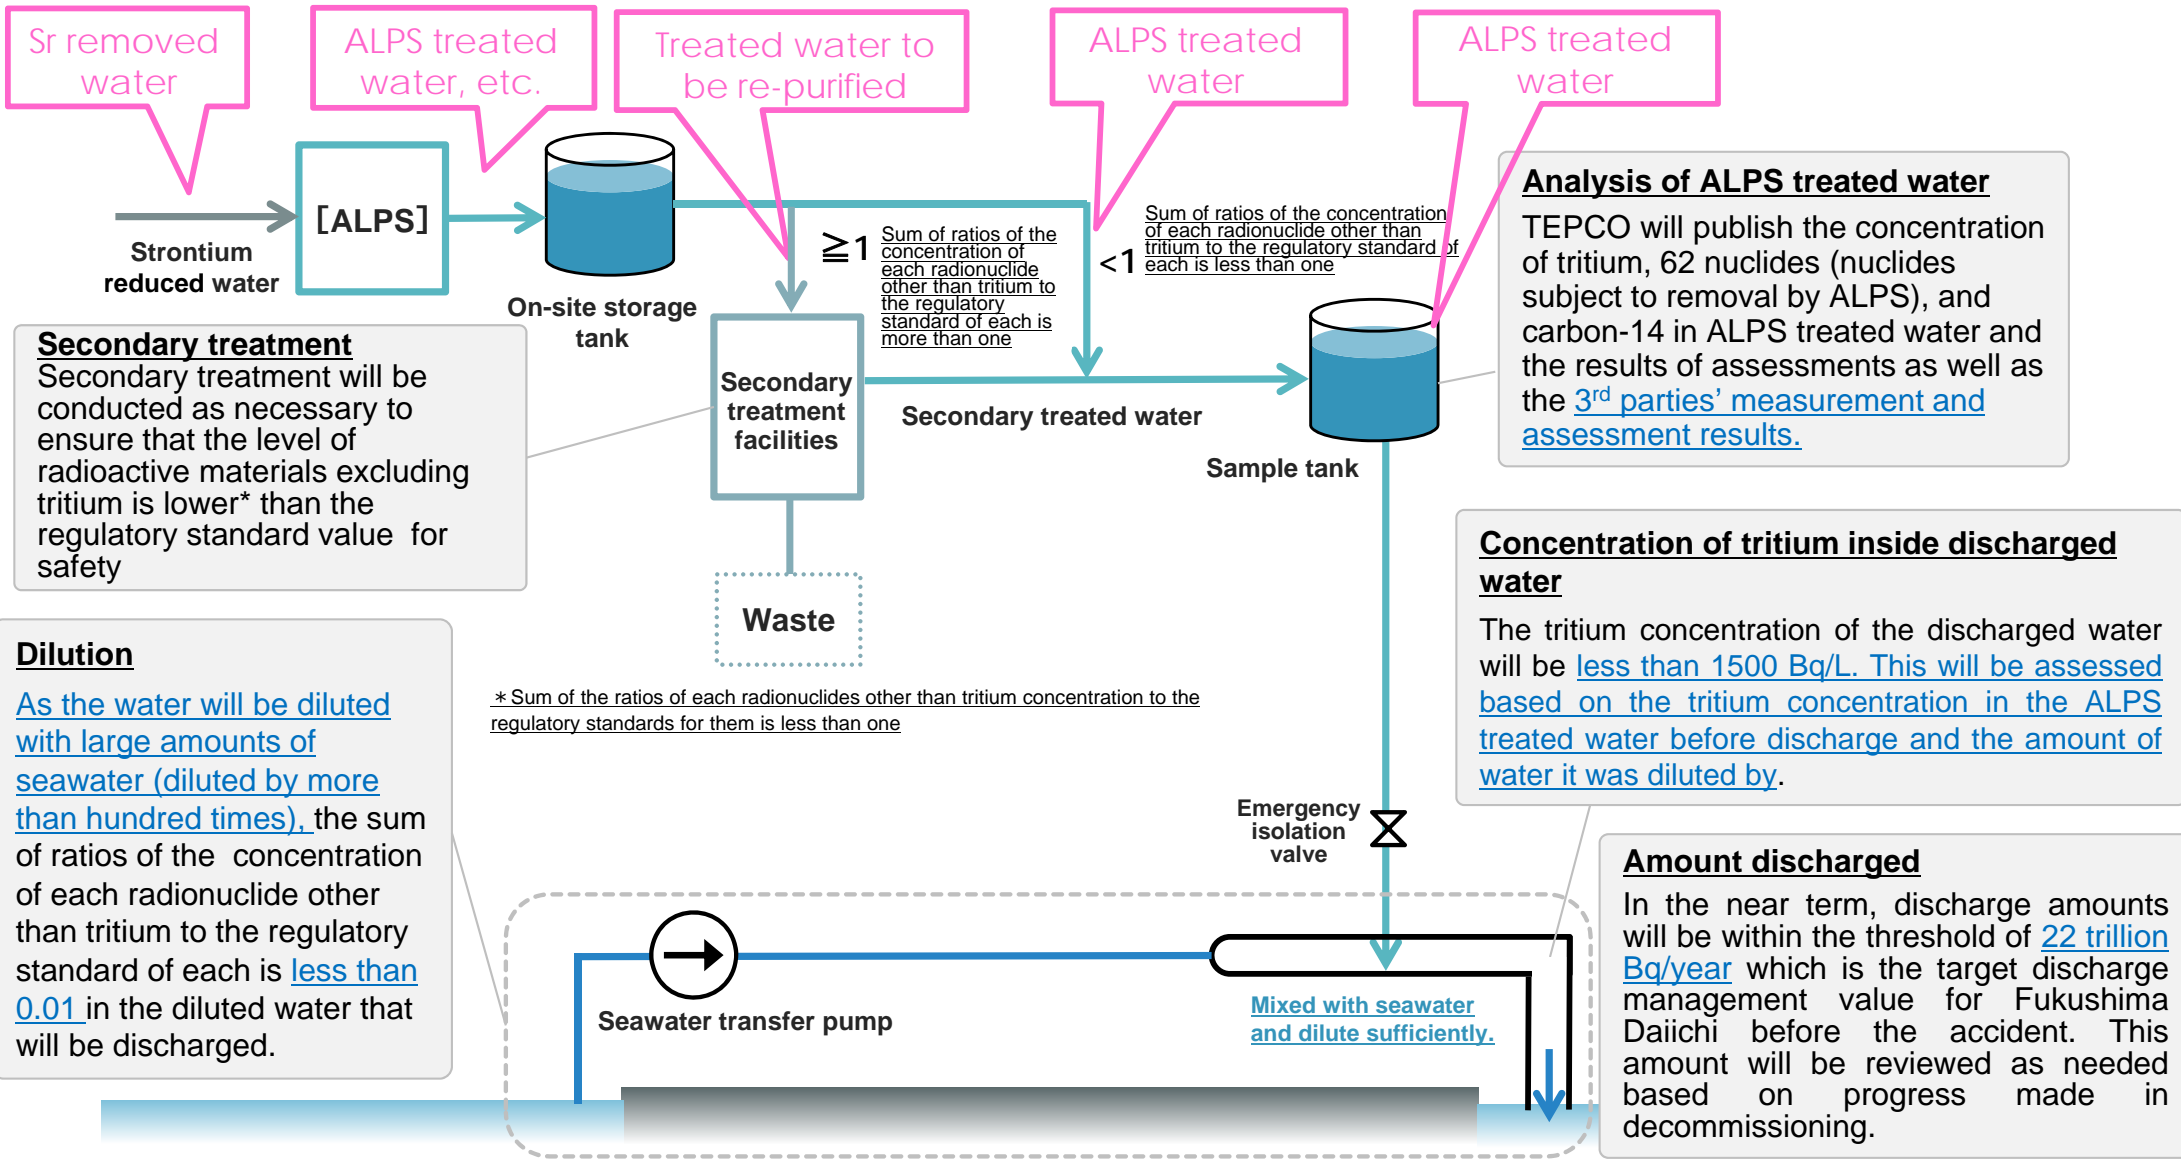 Sr removed
water
ALPS treated
water, etc.
Treated water to
be re-purified
ALPS treated
water
ALPS treated
water
Strontium
reduced water
[ALPS]
On-site storage
tank
≧1
Sum of ratios of the
concentration of
each radionuclide
other than tritium to
the regulatory
standard of each is
more than one
<1
Sum of ratios of the concentration
of each radionuclide other than
tritium to the regulatory standard of
each is less than one
Analysis of ALPS treated water
TEPCO will publish the concentration
of tritium, 62 nuclides (nuclides
subject to removal by ALPS), and
carbon-14 in ALPS treated water and
the results of assessments as well as
the 3rd parties' measurement and
assessment results.
Secondary treatment
Secondary treatment will be
conducted as necessary to
ensure that the level of
radioactive materials excluding
tritium is lower* than the
regulatory standard value for
safety
Secondary
treatment
facilities
Secondary treated water
Sample tank
Waste
Concentration of tritium inside discharged
water
The tritium concentration of the discharged water
will be less than 1500 Bq/L. This will be assessed
based on the tritium concentration in the ALPS
treated water before discharge and the amount of
water it was diluted by.
Dilution
As the water will be diluted
with large amounts of
seawater (diluted by more
than hundred times), the sum
of ratios of the concentration
of each radionuclide other
than tritium to the regulatory
standard of each is less than
0.01 in the diluted water that
will be discharged.
＊Sum of the ratios of each radionuclides other than tritium concentration to the
regulatory standards for them is less than one
Emergency
isolation
valve
Seawater transfer pump
Mixed with seawater
and dilute sufficiently.
Amount discharged
In the near term, discharge amounts
will be within the threshold of 22 trillion
Bq/year which is the target discharge
management value for Fukushima
Daiichi before the accident. This
amount will be reviewed as needed
based on progress made in
decommissioning.